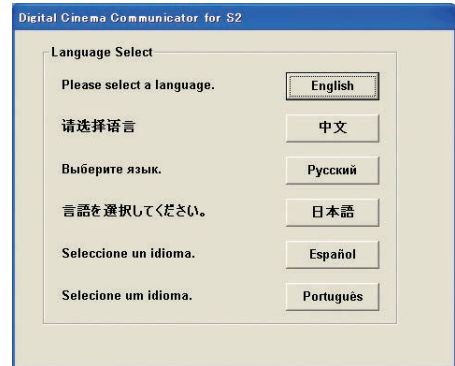 Digital Cinema Communicator for S2
Language Select
Please select a language. English
请选择语言 中文
Выберите язык. Русский
言語を選択してください。 日本語
Seleccione un idioma. Español
Selecione um idioma. Português